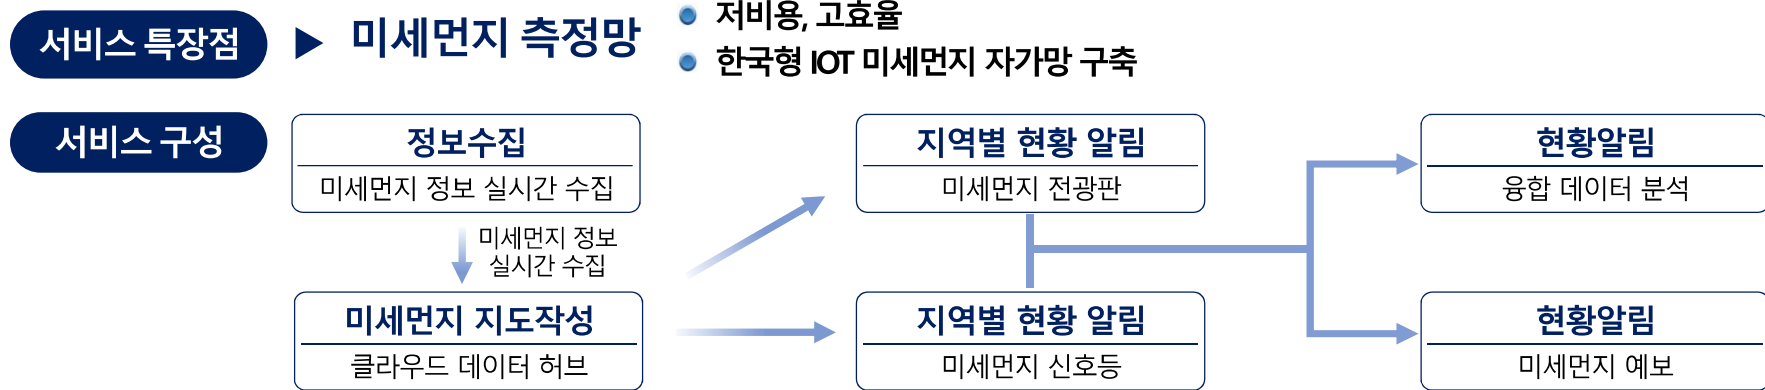 서비스 특장점
미세먼지 측정망
저비용, 고효율
한국형 IOT 미세먼지 자가망 구축
서비스 구성
정보수집
미세먼지 정보 실시간 수집
지역별 현황 알림
미세먼지 전광판
현황알림
융합 데이터 분석
미세먼지 정보
실시간 수집
미세먼지 지도작성
클라우드 데이터 허브
지역별 현황 알림
미세먼지 신호등
현황알림
미세먼지 예보